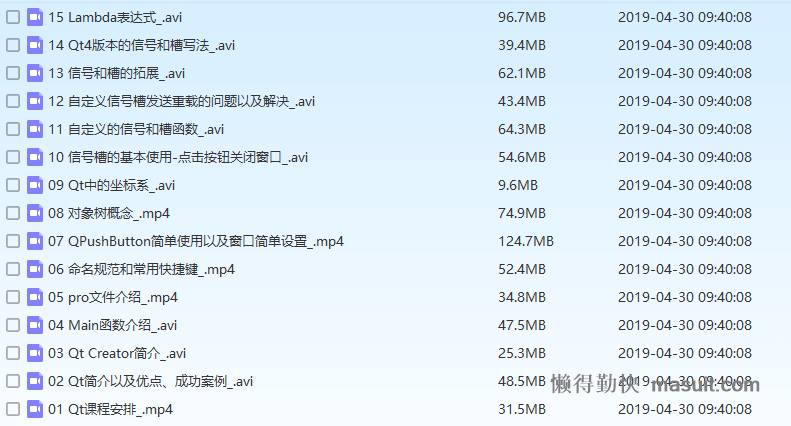 15 Lambda表达式_.avi 96.7MB 2019-04-30 09:40:08
14 Qt4版本的信号和槽写法_.avi 39.4MB 2019-04-30 09:40:08
13 信号和槽的拓展_.avi 62.1MB 2019-04-30 09:40:08
12 自定义信号槽发送重载的问题以及解决_.avi 43.4MB 2019-04-30 09:40:08
11 自定义的信号和槽函数_.avi 64.3MB 2019-04-30 09:40:08
10 信号槽的基本使用-点击按钮关闭窗口_.avi 54.6MB 2019-04-30 09:40:08
09 Qt中的坐标系_.avi 9.6MB 2019-04-30 09:40:08
08 对象树概念_.mp4 74.9MB 2019-04-30 09:40:08
07 QPushButton简单使用以及窗口简单设置_.mp4 124.7MB 2019-04-30 09:40:08
06 命名规范和常用快捷键_.mp4 52.4MB 2019-04-30 09:40:08
05 pro文件介绍_.mp4 34.8MB 2019-04-30 09:40:08
04 Main函数介绍_.avi 47.5MB 2019-04-30 09:40:08
03 Qt Creator简介_.avi 25.3MB 2019-04-30 09:40:08
02 Qt简介以及优点、成功案例_.avi 48.5MB 2019-04-30 09:40:08
懒得勤快 masuit.com
01 Qt课程安排_.mp4 31.5MB 2019-04-30 09:40:08